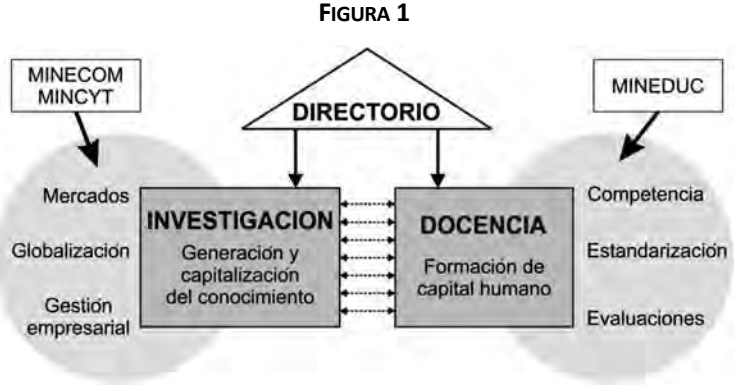 FIGURA 1
MINECOM
MINCYT
MINEDUC
DIRECTORIO
Mercados
Globalización
Gestión
empresarial
INVESTIGACION
Generación y
capitalización
del conocimiento
DOCENCIA
Formación de
capital humano
Competencia
Estandarización
Evaluaciones